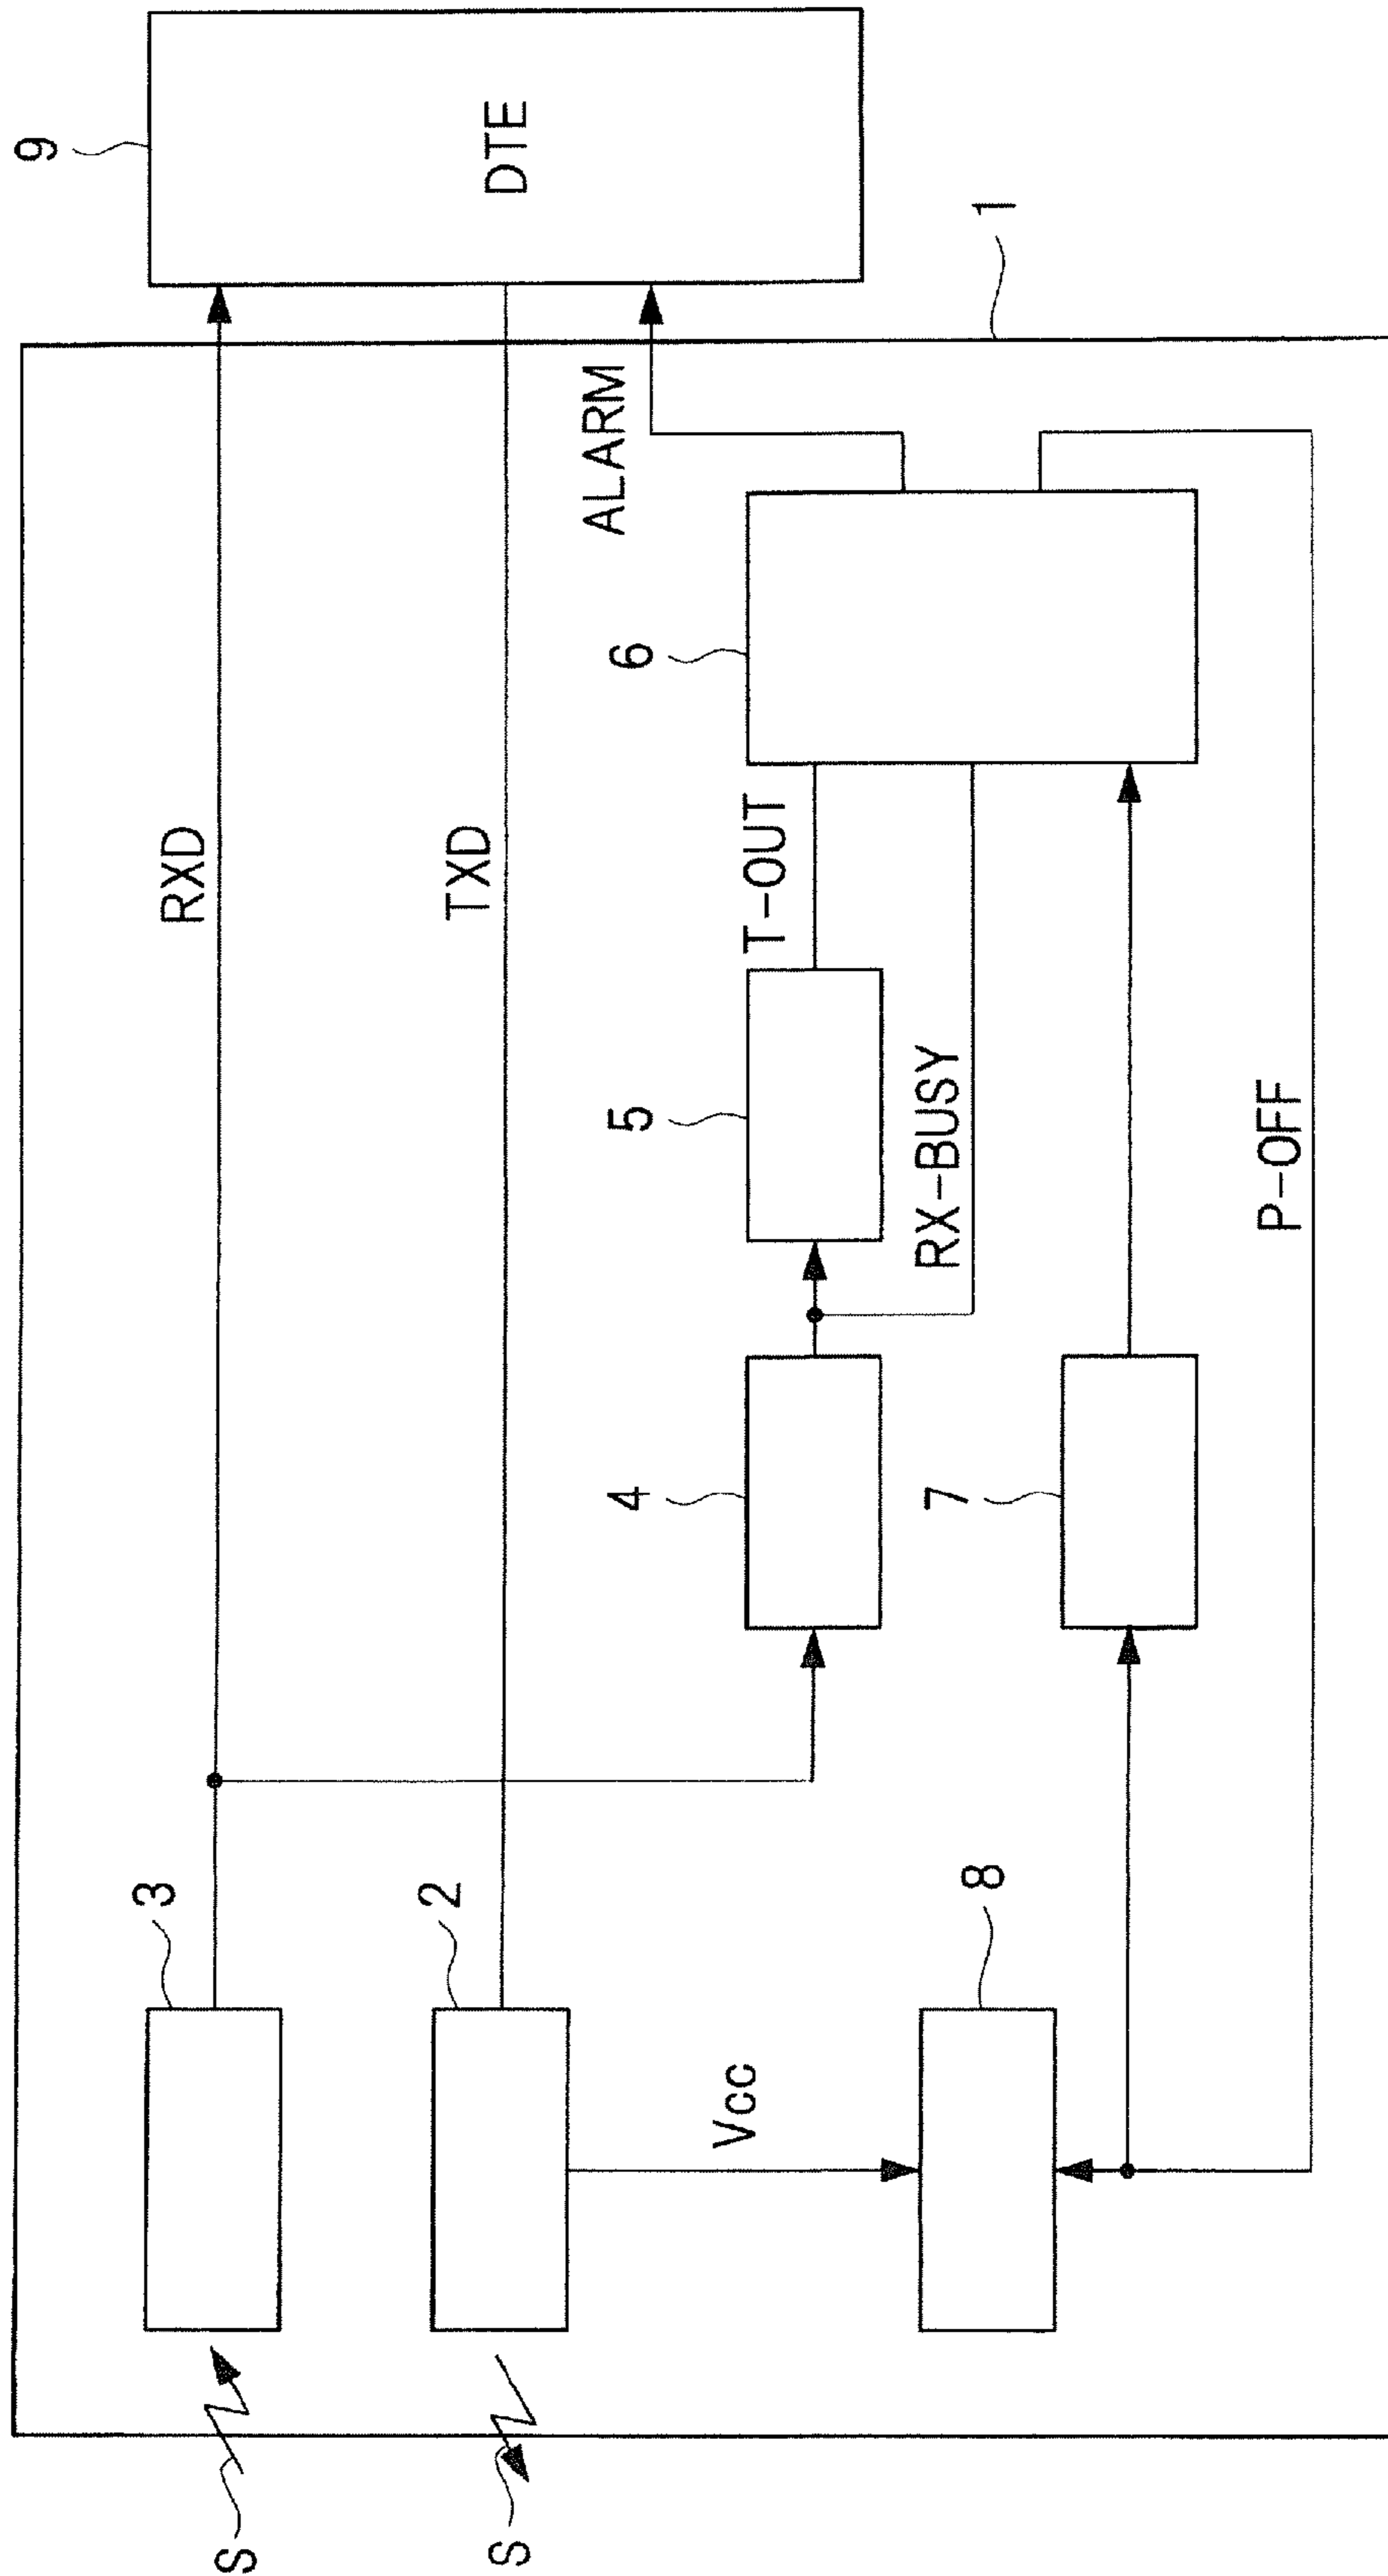 9
DTE
1
RXD
TXD
ALARM
6
T-OUT
5
RX-BUSY
4
7
P-OFF
3
2
8
Vcc
S
S